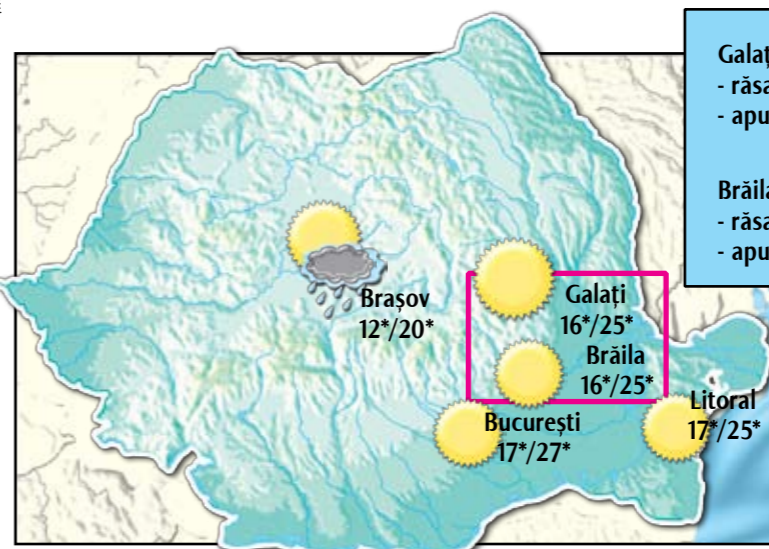 Galaț
- răsa
- apu
Brăila
- răsa
- apu
Brașov
12*/20*
Galați
16*/25*
Brăila
16*/25*
București
17*/27*
Litoral
17*/25*